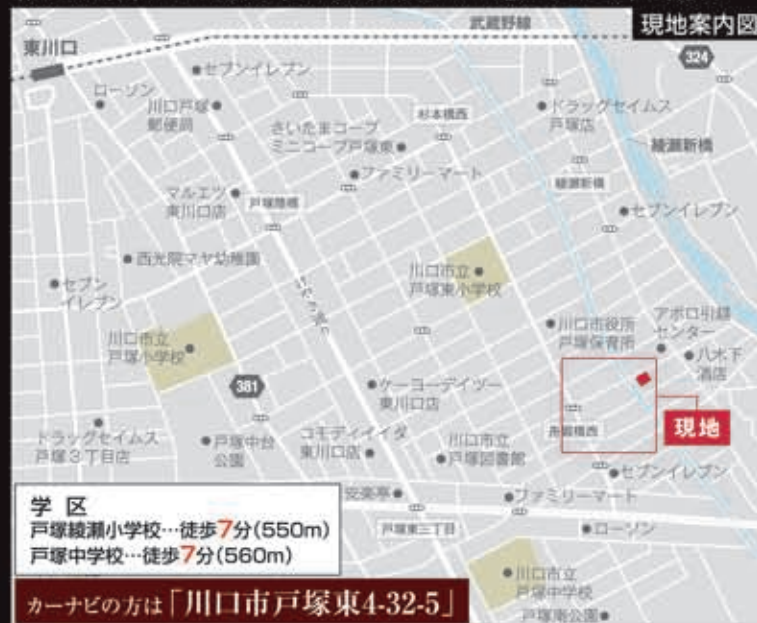 現地案内図
武蔵野線
東川口
324
セブンイレブン
ローソン
川口戸塚
郵便局
杉本橋西
ドラッグセイムス
戸塚店
さいたまコープ
ミニコープ戸塚東
綾瀬新橋
ファミリーマート
綾瀬新橋
マルエツ
東川口店
戸塚陸橋
セブンイレブン
西光院マヤ幼稚園
川口市立
戸塚東小学校
セブン
イレブン
川口市役所
戸塚保育所
アポロ引越
センター
川口市立
戸塚小学校
八木下
酒店
381
ケーヨーデイツー
東川口店
現地
ドラッグセイムス
戸塚3丁目店
戸塚中台
公園
コモディイイダ
東川口店
川口市立
戸塚図書館
セブンイレブン
安楽亭
ファミリーマート
戸塚東三丁目
ローソン
学 区
戸塚綾瀬小学校…徒歩7分(550m)
戸塚中学校…徒歩7分(560m)
川口市立
戸塚中学校
戸塚南公園
カーナビの方は「川口市戸塚東4-32-5」